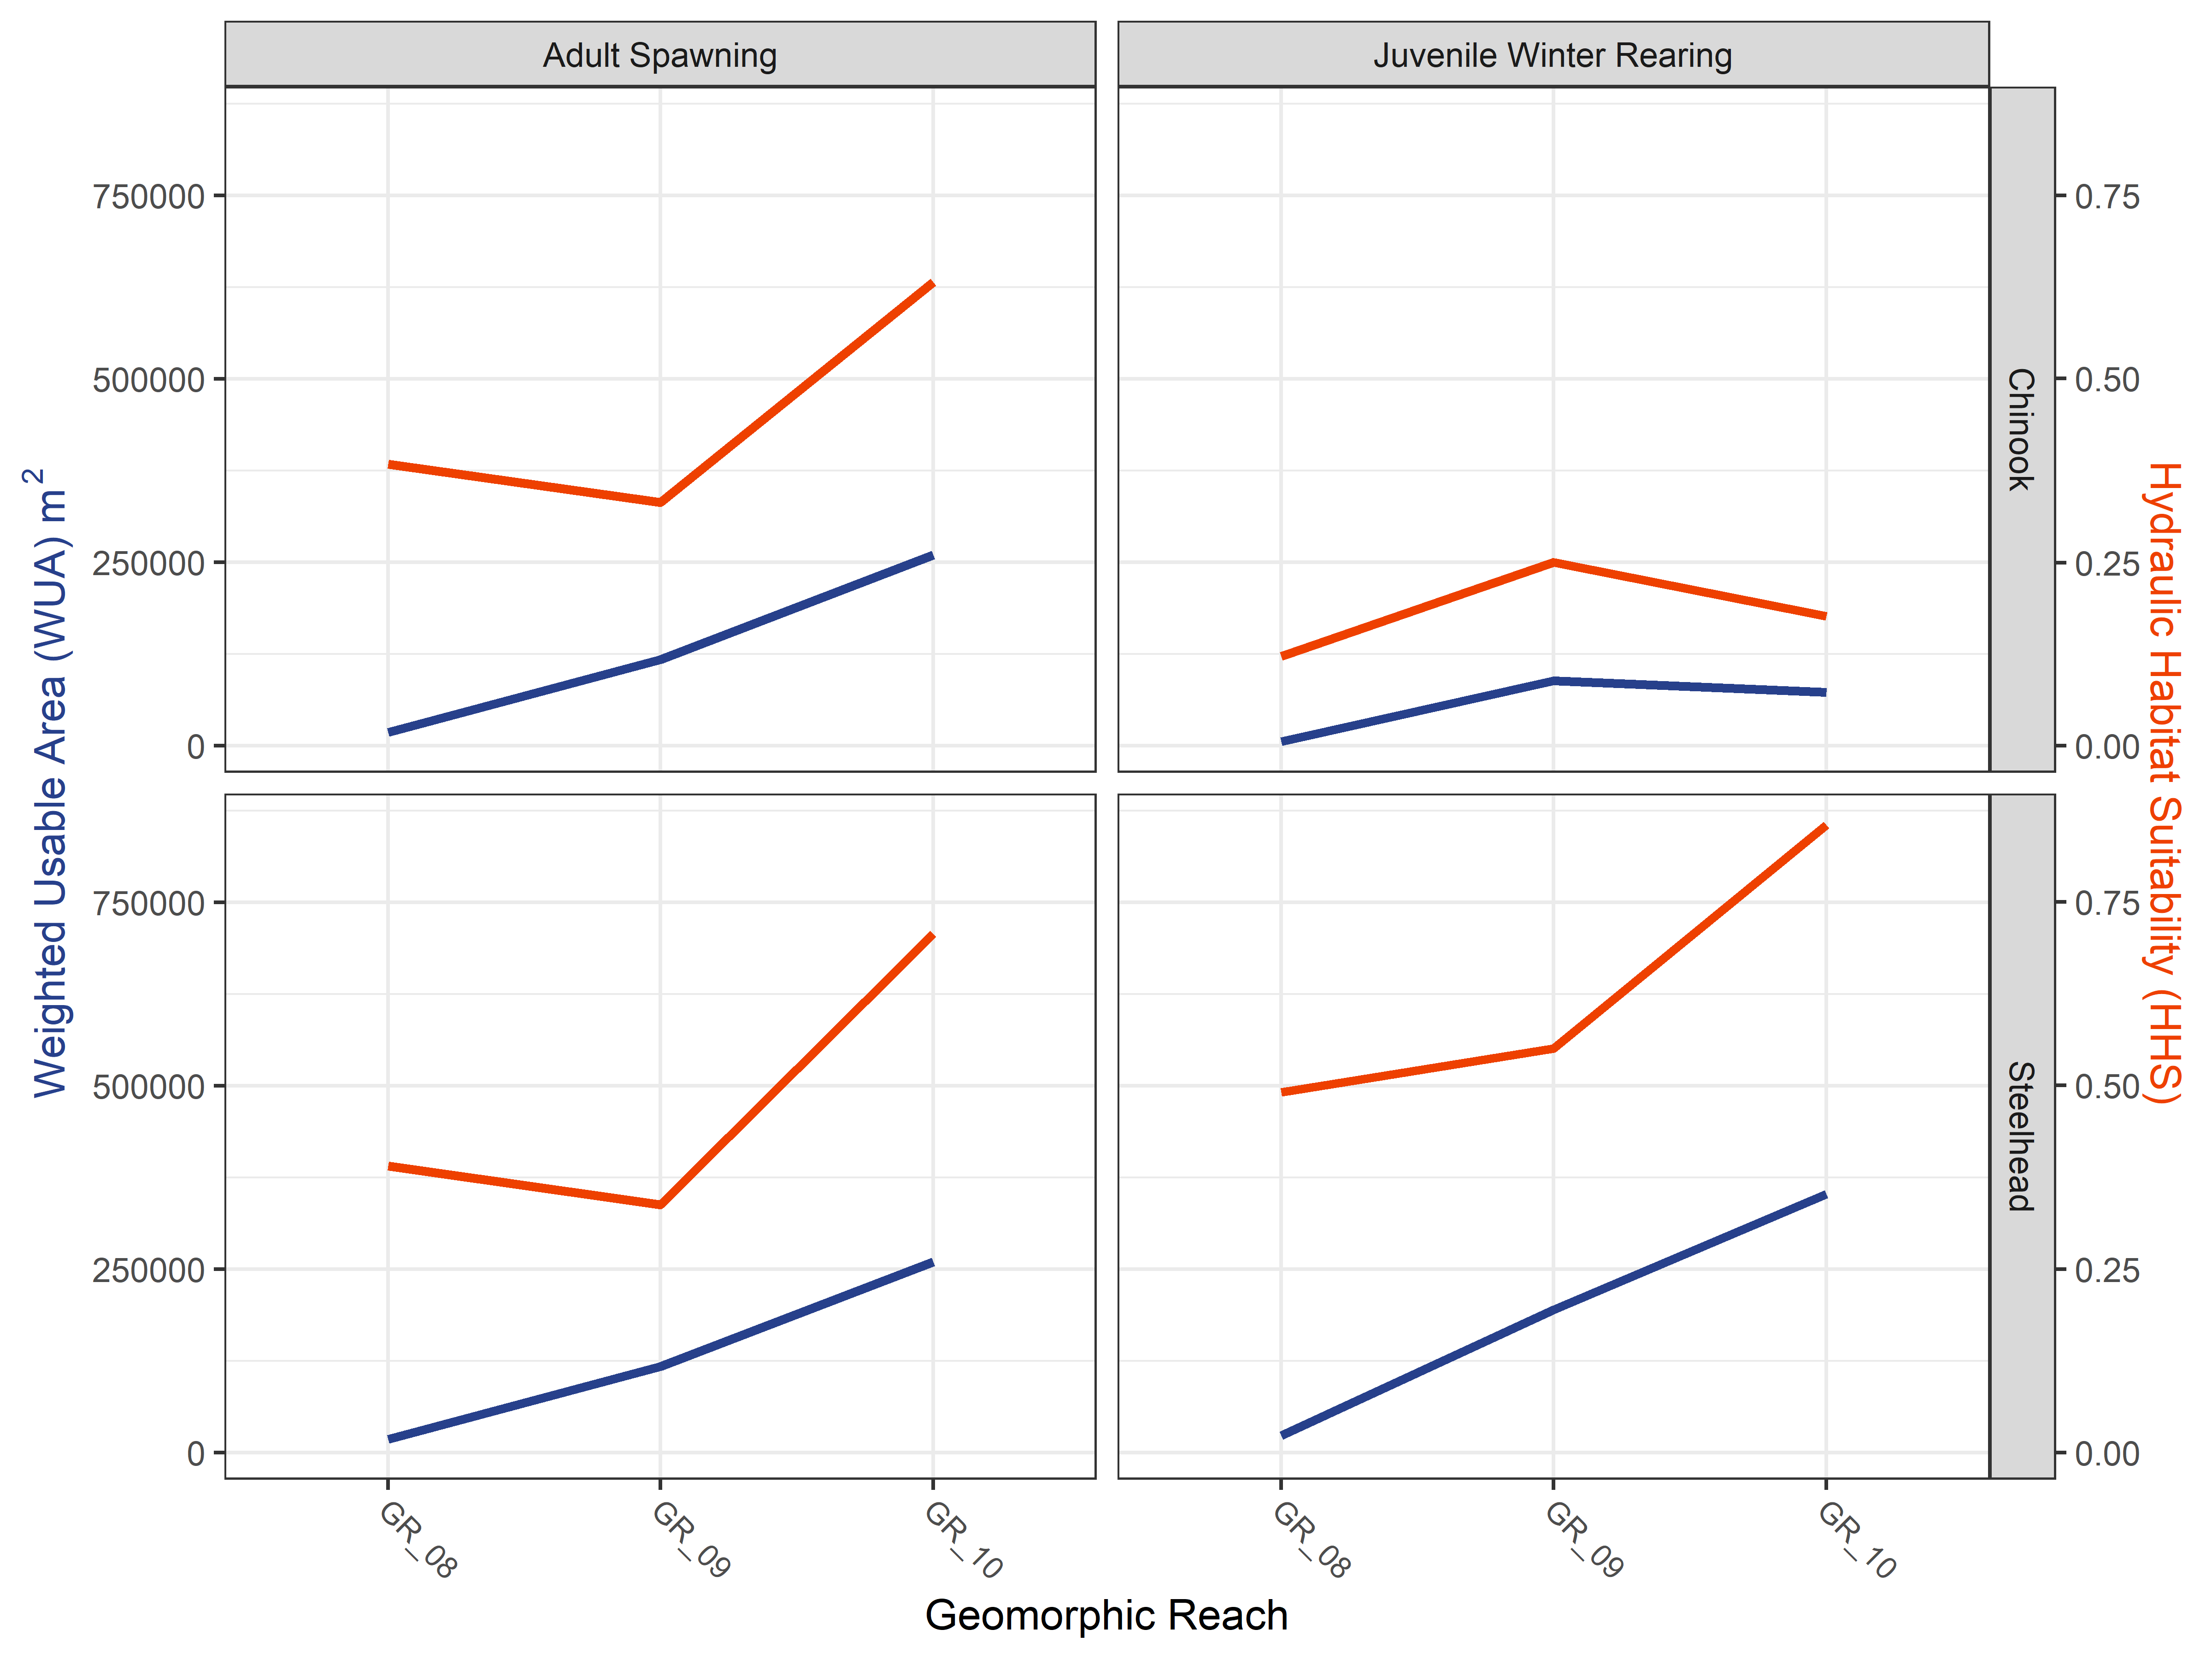 Adult Spawning
Juvenile Winter Rearing
Weighted Usable Area (WUA) m²
750000
500000
250000
0
0.75
0.50
0.25
0.00
Chinook
Hydraulic Habitat Suitability (HHS)
750000
500000
250000
0
0.75
0.50
0.25
0.00
Steelhead
GR_08
GR_09
GR_10
GR_08
GR_09
GR_10
Geomorphic Reach